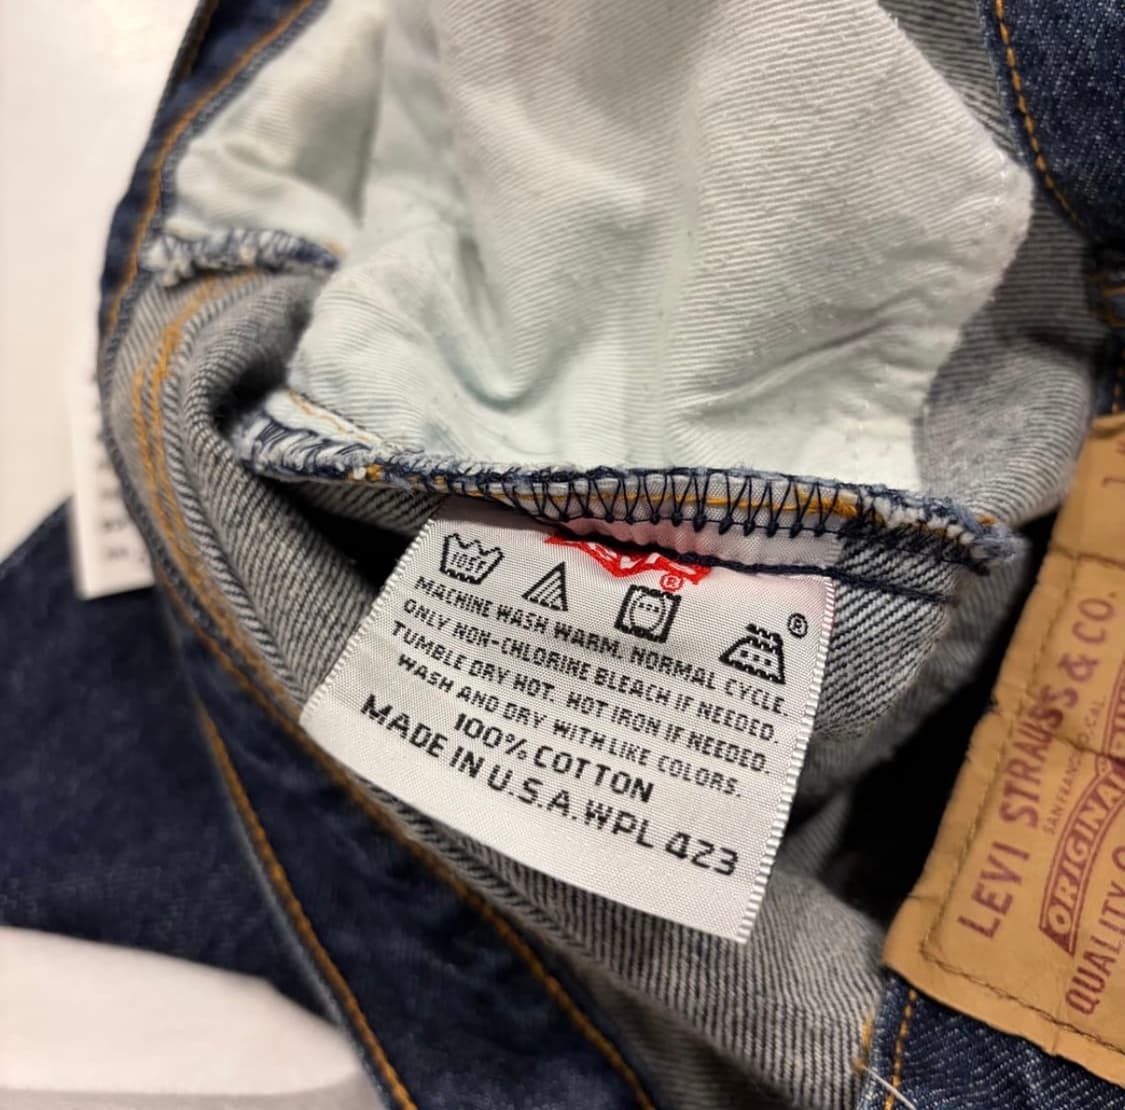 105F
®
®
MACHINE WASH WARM. NORMAL CYCLE.
ONLY NON-CHLORINE BLEACH IF NEEDED.
TUMBLE DRY HOT. HOT IRON IF NEEDED.
WASH AND DRY WITH LIKE COLORS.
100% COTTON
MADE IN U.S.A. WPL 423
LEVI STRAUSS & CO.
ORIGINAL
QUALITY